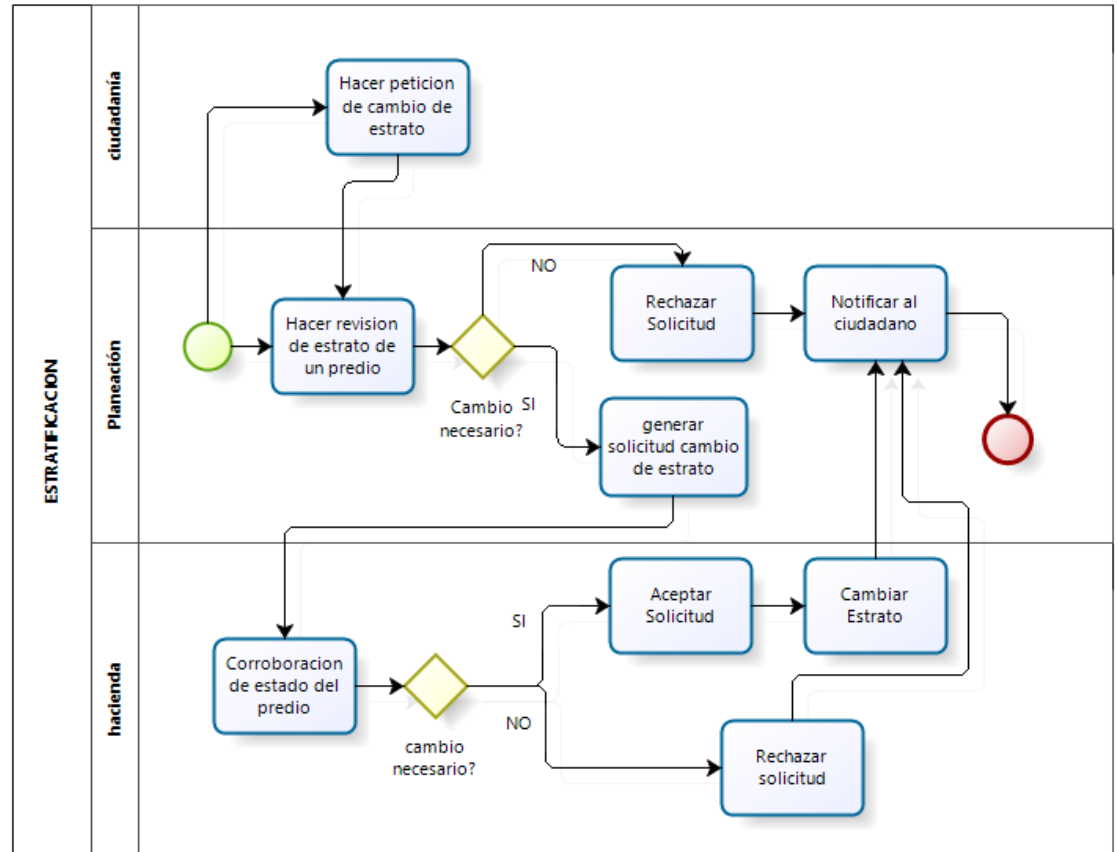 ESTRATIFICACION
ciudadanía
Hacer peticion
de cambio de
estrato
Planeación
Hacer revision
de estrato de
un predio
Cambio
necesario?
NO
SI
Rechazar
Solicitud
Notificar al
ciudadano
generar
solicitud cambio
de estrato
hacienda
Corroboracion
de estado del
predio
cambio
necesario?
SI
NO
Aceptar
Solicitud
Cambiar
Estrato
Rechazar
solicitud